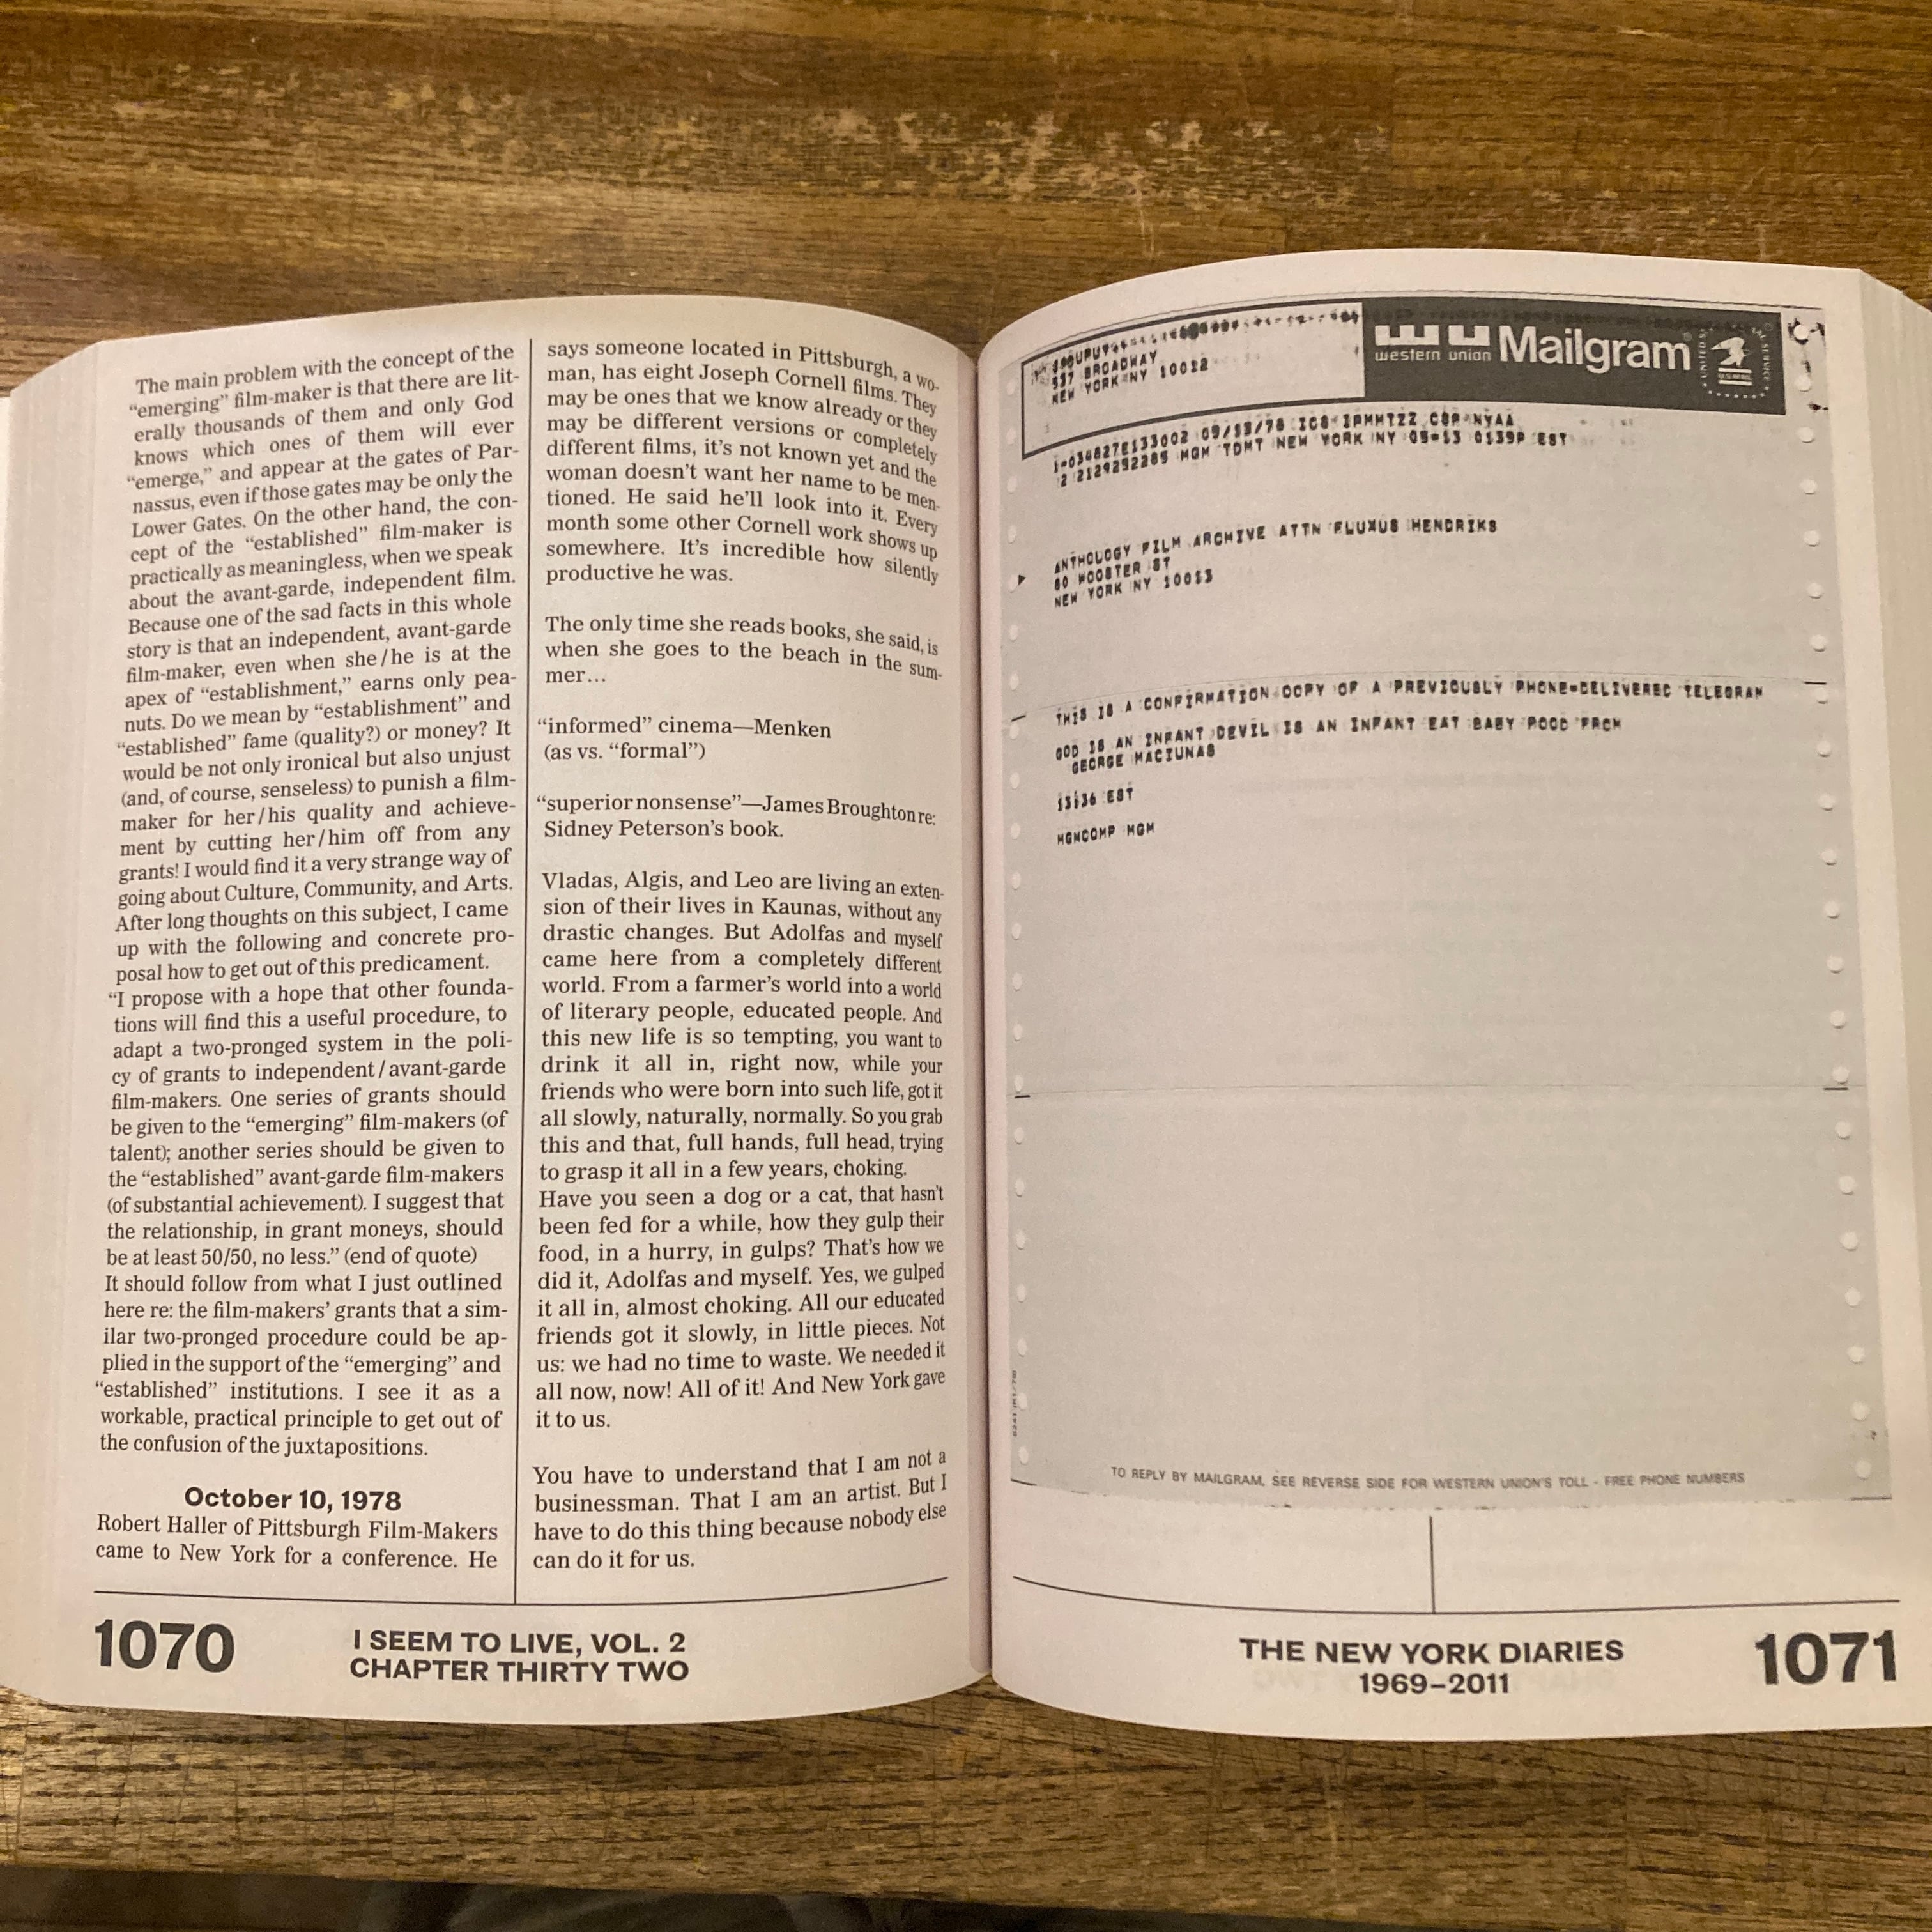 The main problem with the concept of the
“emerging” film-maker is that there are lit-
erally thousands of them and only God
knows which ones of them will ever
“emerge,” and appear at the gates of Par-
nassus, even if those gates may be only the
Lower Gates. On the other hand, the con-
cept of the “established” film-maker is
practically as meaningless, when we speak
about the avant-garde, independent film.
Because one of the sad facts in this whole
story is that an independent, avant-garde
film-maker, even when she/he is at the
apex of “establishment,” earns only pea-
nuts. Do we mean by “establishment” and
“established” fame (quality?) or money? It
would be not only ironical but also unjust
(and, of course, senseless) to punish a film-
maker for her/his quality and achieve-
ment by cutting her/him off from any
grants! I would find it a very strange way of
going about Culture, Community, and Arts.
After long thoughts on this subject, I came
up with the following and concrete pro-
posal how to get out of this predicament.
“I propose with a hope that other founda-
tions will find this a useful procedure, to
adapt a two-pronged system in the poli-
cy of grants to independent/avant-garde
film-makers. One series of grants should
be given to the “emerging” film-makers (of
talent); another series should be given to
the “established” avant-garde film-makers
(of substantial achievement). I suggest that
the relationship, in grant moneys, should
be at least 50/50, no less.” (end of quote)
It should follow from what I just outlined
here re: the film-makers’ grants that a sim-
ilar two-pronged procedure could be ap-
plied in the support of the “emerging” and
“established” institutions. I see it as a
workable, practical principle to get out of
the confusion of the juxtapositions.
October 10, 1978
Robert Haller of Pittsburgh Film-Makers
came to New York for a conference. He
says someone located in Pittsburgh, a wo-
man, has eight Joseph Cornell films. They
may be ones that we know already or they
may be different versions or completely
different films, it’s not known yet and the
woman doesn’t want her name to be men-
tioned. He said he’ll look into it. Every
month some other Cornell work shows up
somewhere. It’s incredible how silently
productive he was.
The only time she reads books, she said, is
when she goes to the beach in the sum-
mer…
“informed” cinema—Menken
(as vs. “formal”)
“superior nonsense”—James Broughton re:
Sidney Peterson’s book.
Vladas, Algis, and Leo are living an exten-
sion of their lives in Kaunas, without any
drastic changes. But Adolfas and myself
came here from a completely different
world. From a farmer’s world into a world
of literary people, educated people. And
this new life is so tempting, you want to
drink it all in, right now, while your
friends who were born into such life, got it
all slowly, naturally, normally. So you grab
this and that, full hands, full head, trying
to grasp it all in a few years, choking.
Have you seen a dog or a cat, that hasn’t
been fed for a while, how they gulp their
food, in a hurry, in gulps? That’s how we
did it, Adolfas and myself. Yes, we gulped
it all in, almost choking. All our educated
friends got it slowly, in little pieces. Not
us: we had no time to waste. We needed it
all now, now! All of it! And New York gave
it to us.
You have to understand that I am not a
businessman. That I am an artist. But I
have to do this thing because nobody else
can do it for us.
1070
I SEEM TO LIVE, VOL. 2
CHAPTER THIRTY TWO
537 BROADWAY
NEW YORK NY 10012
western union Mailgram
U.S.MAIL
MGM TDMT NEW YORK NY 05-13 0139P EST
ANTHOLOGY FILM ARCHIVE ATTN FLUXUS HENDRIKS
80 WOOSTER ST
NEW YORK NY 10013
THIS IS A CONFIRMATION COPY OF A PREVIOUSLY PHONE-DELIVERED TELEGRAM
GOD IS AN INFANT DEVIL IS AN INFANT EAT BABY FOOD FROM
GEORGE MACIUNAS
13:36 EST
MGMCOMP MGM
TO REPLY BY MAILGRAM, SEE REVERSE SIDE FOR WESTERN UNION'S TOLL - FREE PHONE NUMBERS
THE NEW YORK DIARIES
1969–2011
1071